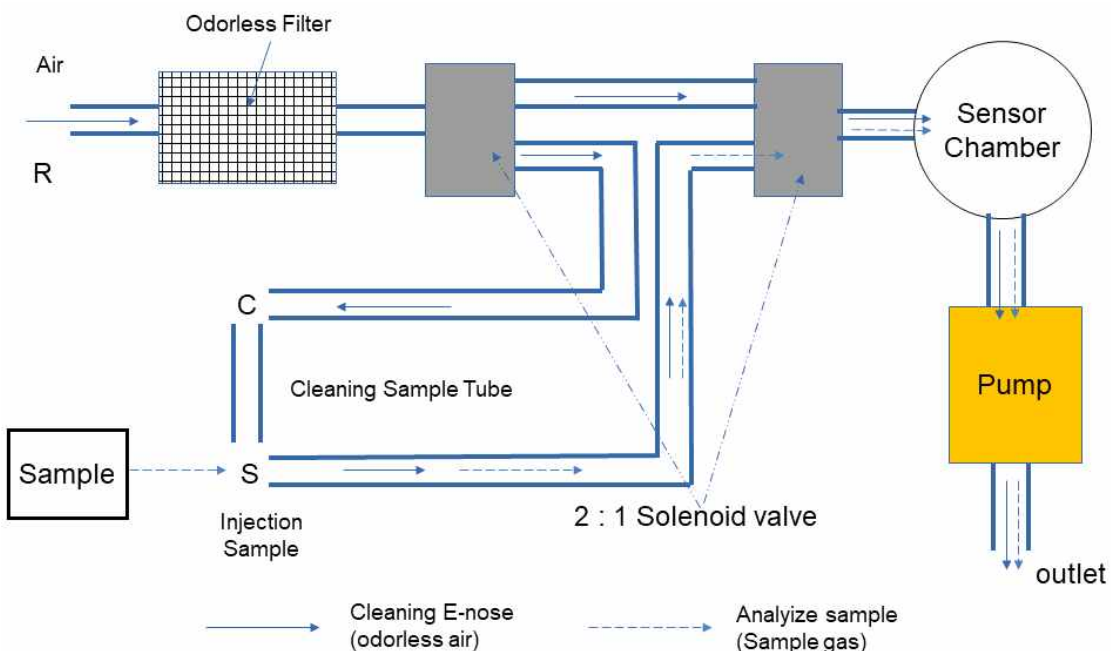 Odorless Filter
Air
R
Sensor
Chamber
C
Cleaning Sample Tube
Pump
Sample
S
Injection
Sample
2 : 1 Solenoid valve
outlet
Cleaning E-nose
(odorless air)
Analyize sample
(Sample gas)